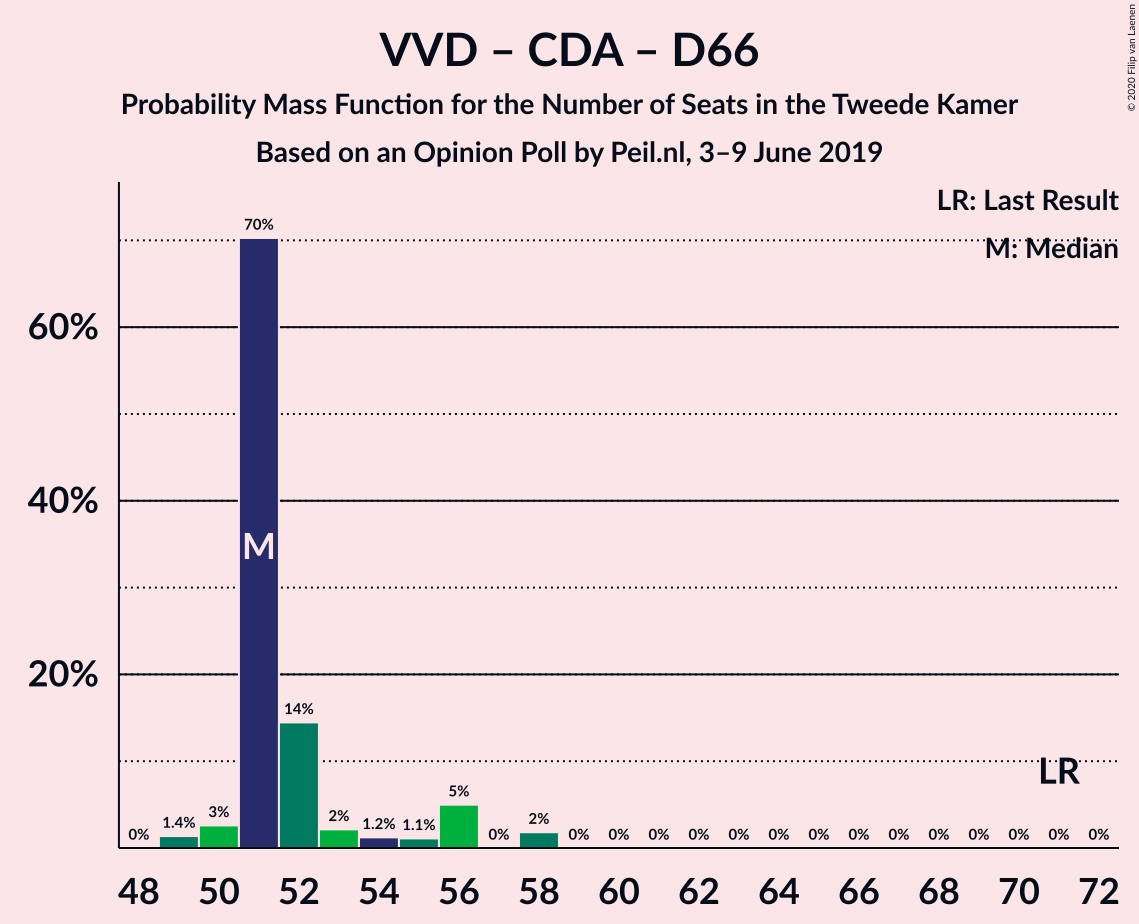 VVD – CDA – D66
Probability Mass Function for the Number of Seats in the Tweede Kamer
Based on an Opinion Poll by Peil.nl, 3–9 June 2019
© 2020 Filip van Laenen
LR: Last Result
M: Median
60%
40%
20%
0% 1.4% 3% 70% 14% 2% 1.2% 1.1% 5% 0% 2% 0% 0% 0% 0% 0% 0% 0% 0% 0% 0% 0% 0% 0% 0%
M
LR
48 50 52 54 56 58 60 62 64 66 68 70 72